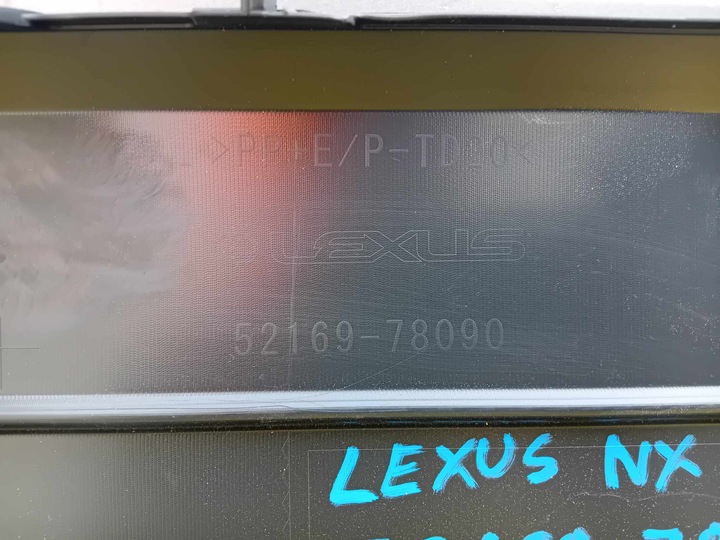 >PP+E/P-TD10<
LEXUS
52169-78090
LEXUS NX